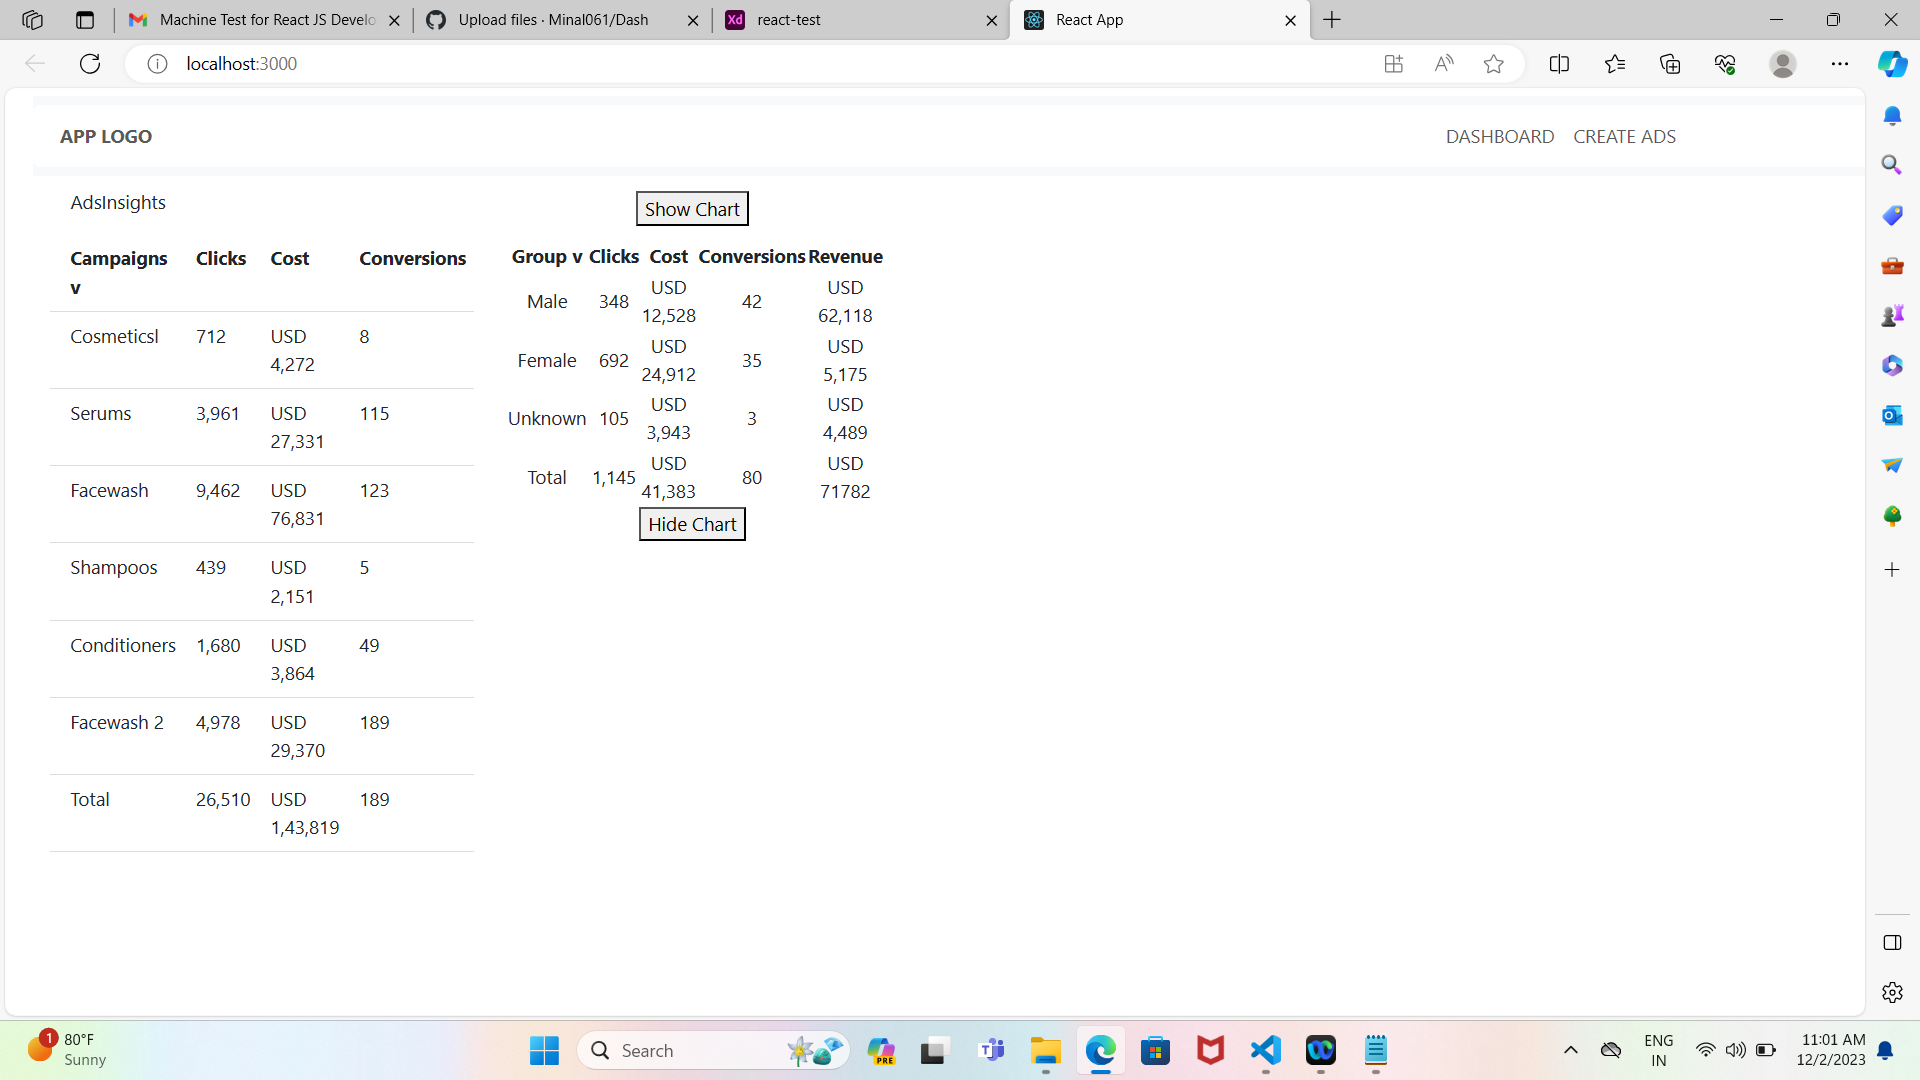 Machine Test for React JS Develo
Upload files · Minal061/Dash
Xd react-test
React App
localhost:3000
APP LOGO
DASHBOARD CREATE ADS
AdsInsights
Campaigns v Clicks Cost Conversions
Cosmeticsl 712 USD 4,272 8
Serums 3,961 USD 27,331 115
Facewash 9,462 USD 76,831 123
Shampoos 439 USD 2,151 5
Conditioners 1,680 USD 3,864 49
Facewash 2 4,978 USD 29,370 189
Total 26,510 USD 1,43,819 189
Show Chart
Group v Clicks Cost Conversions Revenue
Male 348 USD 12,528 42 USD 62,118
Female 692 USD 24,912 35 USD 5,175
Unknown 105 USD 3,943 3 USD 4,489
Total 1,145 USD 41,383 80 USD 71782
Hide Chart
1
80°F
Sunny
Search
PRE
ENG
IN
11:01 AM
12/2/2023